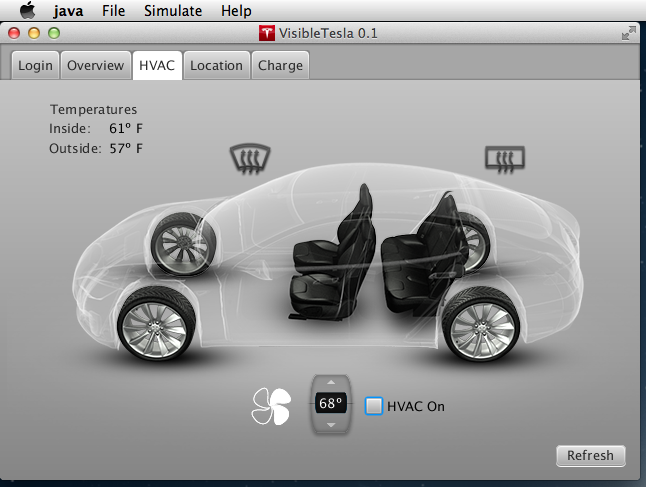 java File Simulate Help
VisibleTesla 0.1
Login Overview HVAC Location Charge
Temperatures
Inside: 61º F
Outside: 57º F
68º HVAC On
Refresh